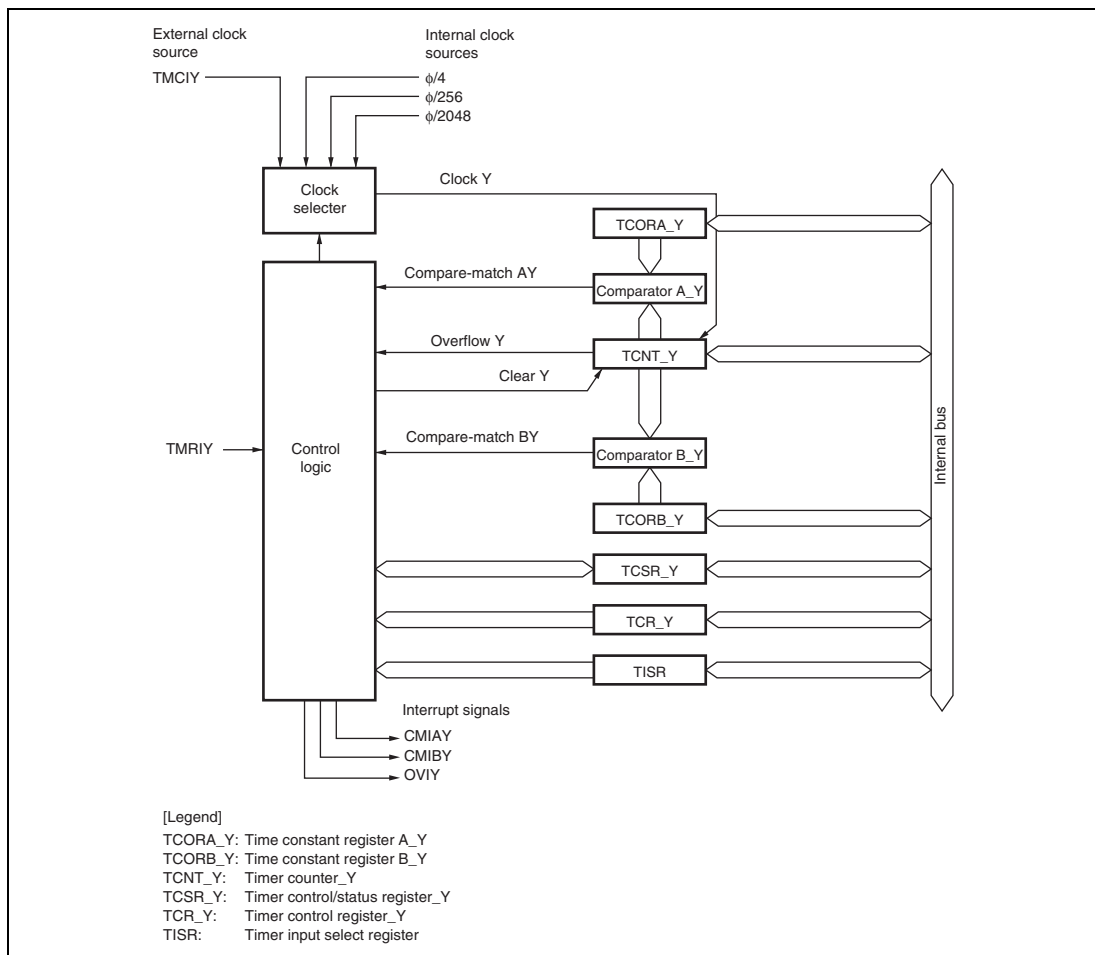 External clock
source
Internal clock
sources
TMCIY
ϕ/4
ϕ/256
ϕ/2048
Clock
selecter
Clock Y
TCORA_Y
Compare-match AY
Comparator A_Y
Overflow Y
TCNT_Y
Clear Y
TMRIY
Control
logic
Compare-match BY
Comparator B_Y
Internal bus
TCORB_Y
TCSR_Y
TCR_Y
TISR
Interrupt signals
CMIAY
CMIBY
OVIY
[Legend]
TCORA_Y: Time constant register A_Y
TCORB_Y: Time constant register B_Y
TCNT_Y: Timer counter_Y
TCSR_Y: Timer control/status register_Y
TCR_Y: Timer control register_Y
TISR: Timer input select register